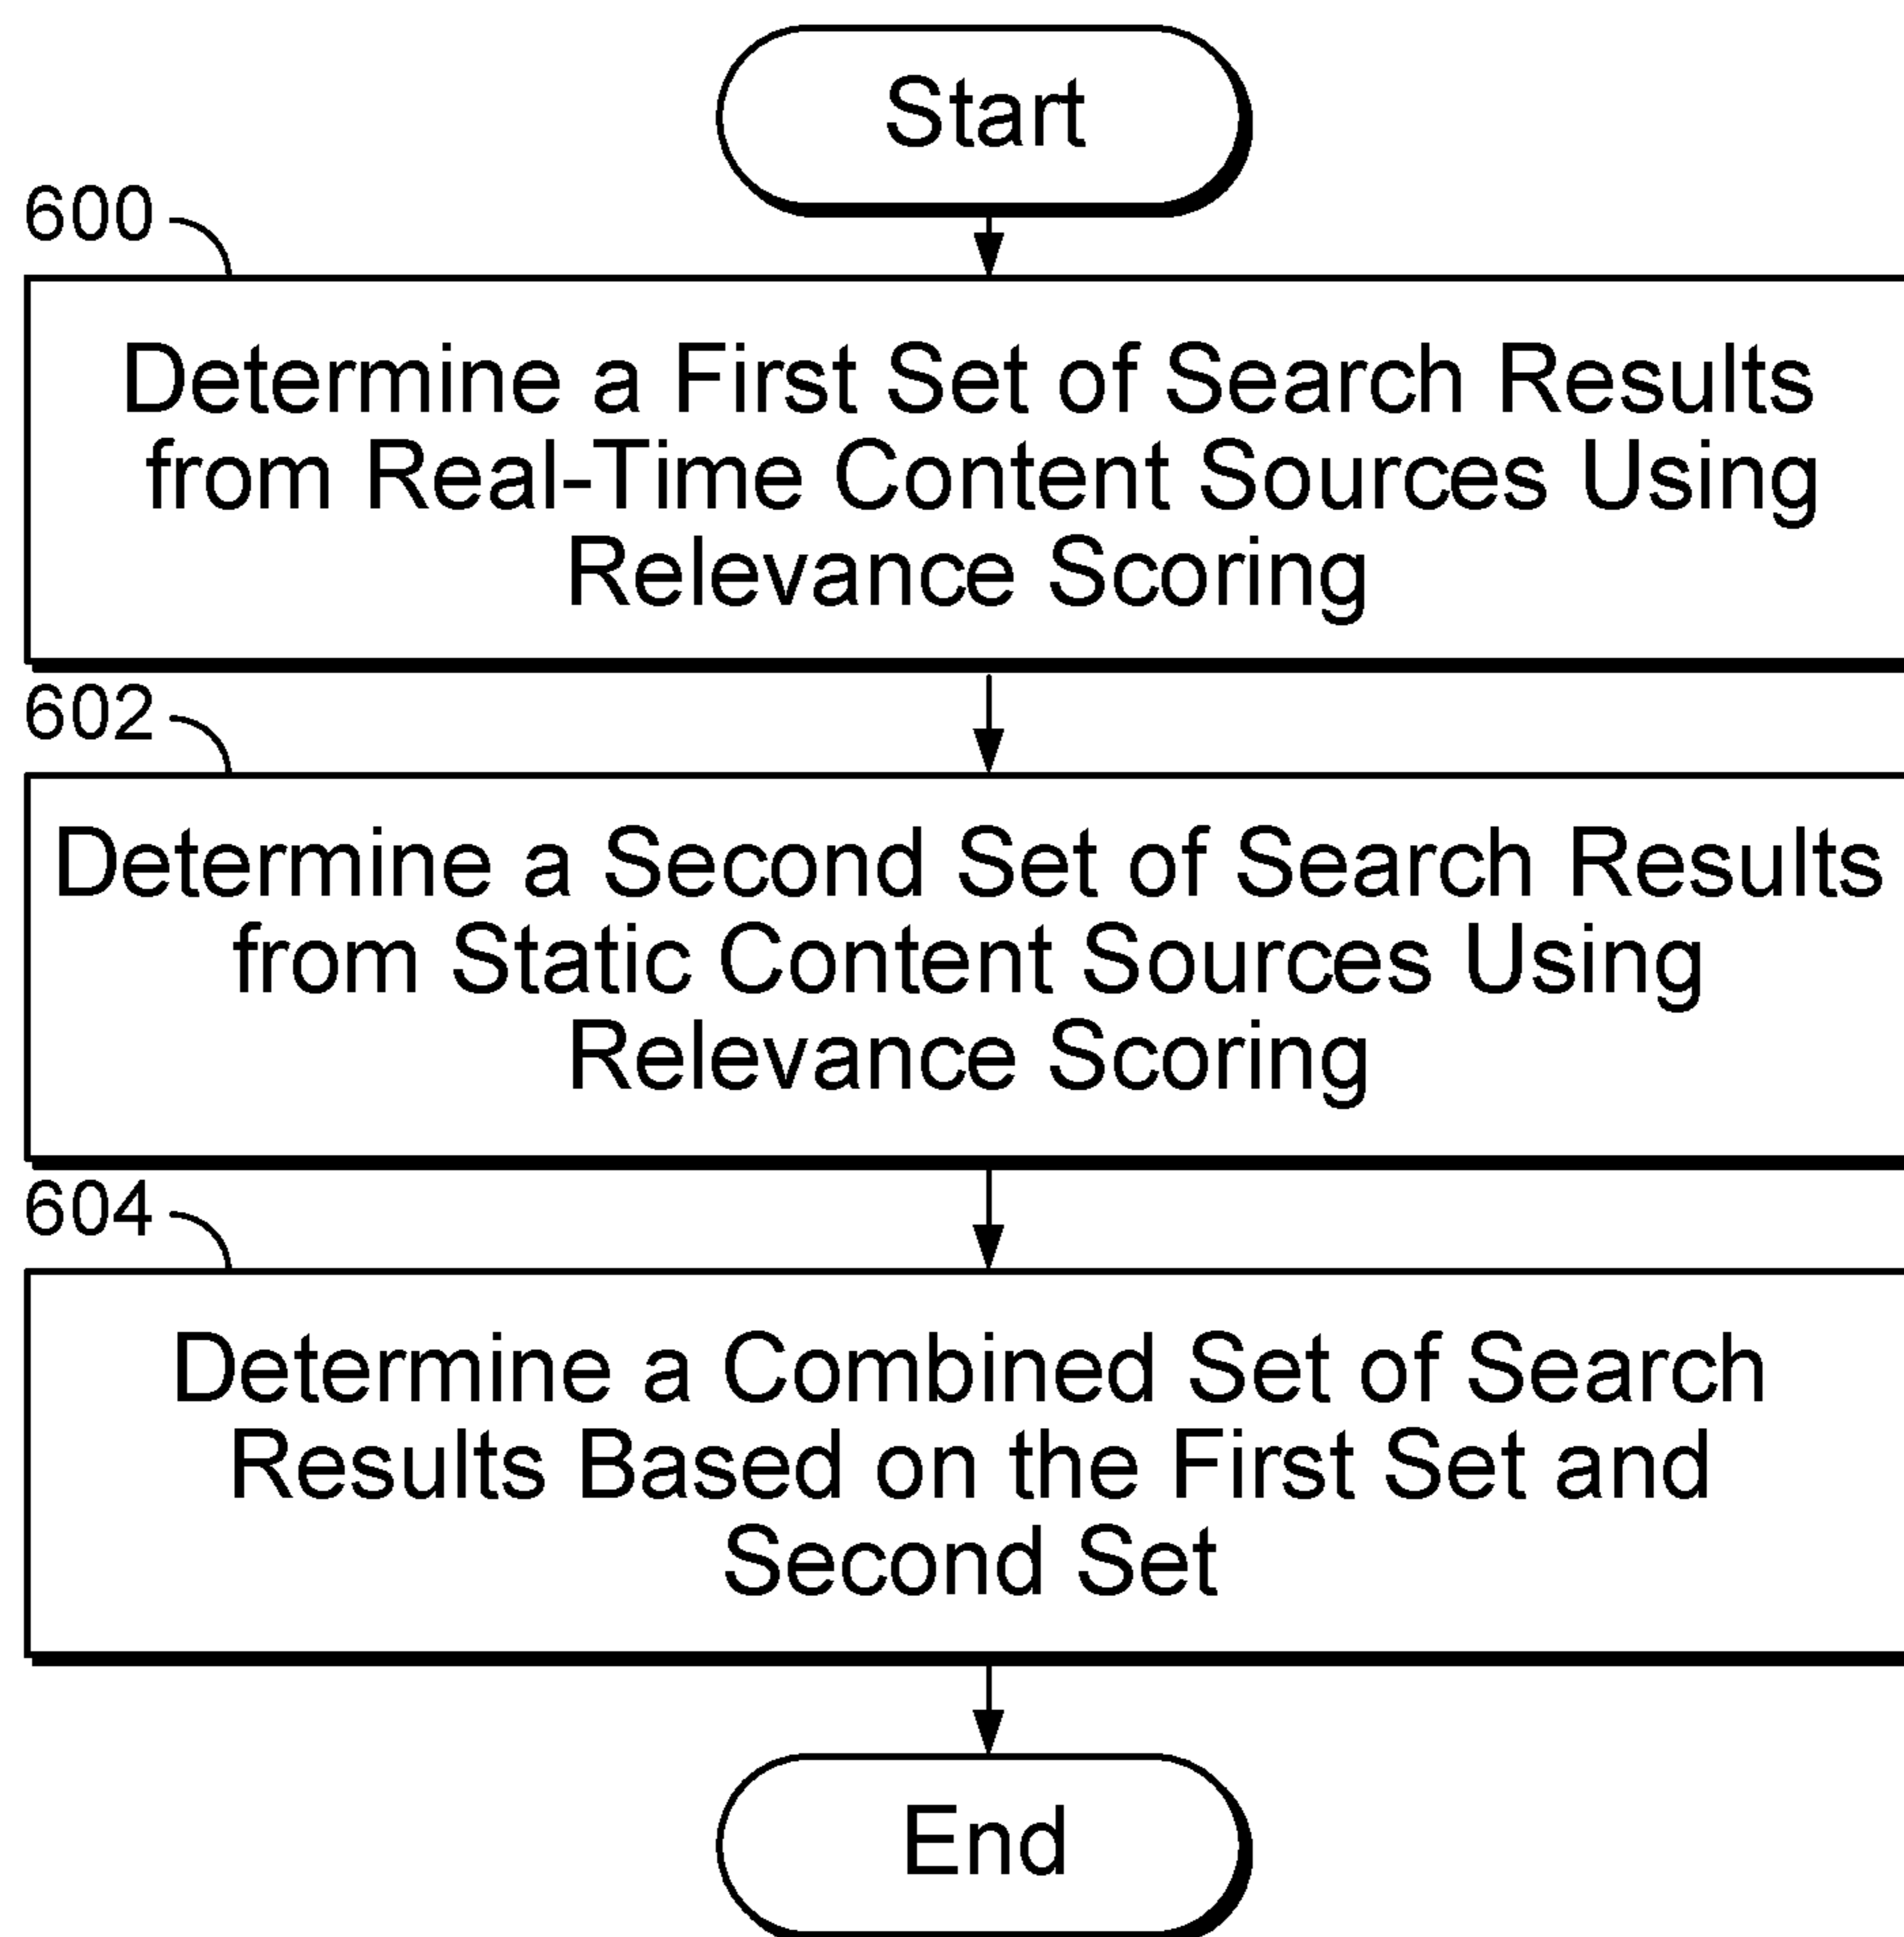 Start
600
Determine a First Set of Search Results
from Real-Time Content Sources Using
Relevance Scoring
602
Determine a Second Set of Search Results
from Static Content Sources Using
Relevance Scoring
604
Determine a Combined Set of Search
Results Based on the First Set and
Second Set
End